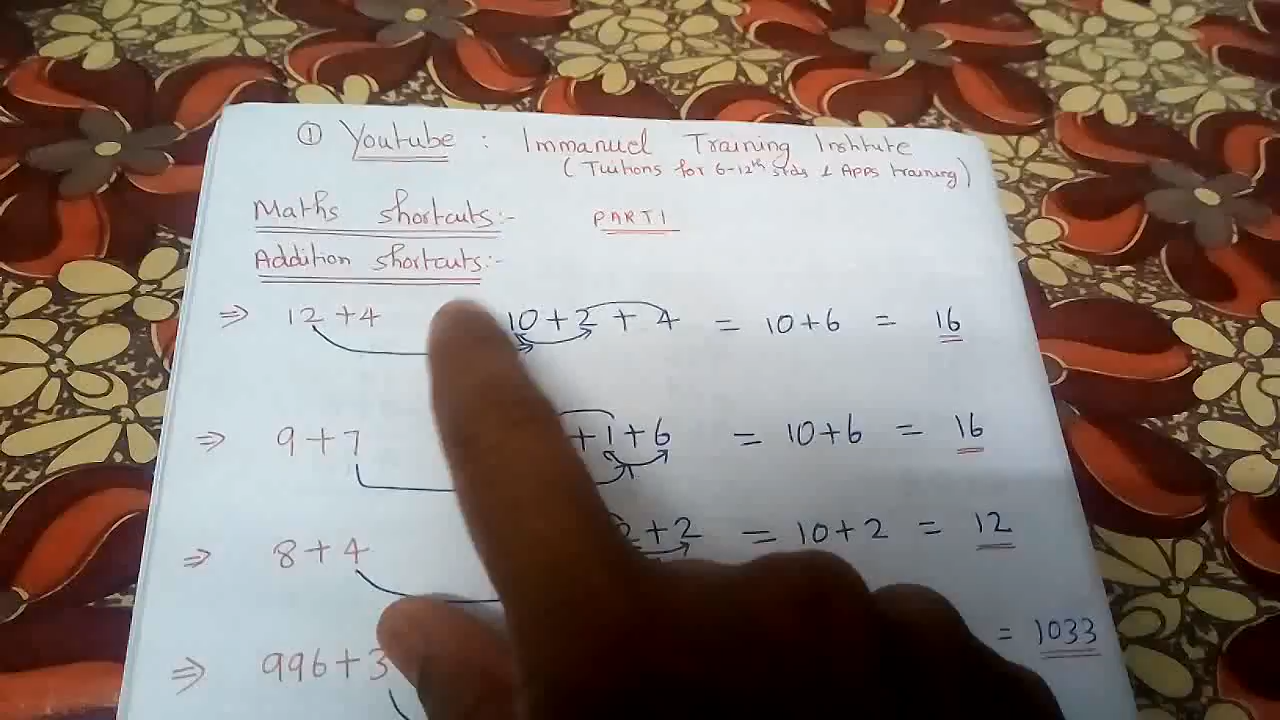 ① Youtube : Immanuel Training Institute
(Tuitions for 6-12th stds & Apps training)
Maths shortcuts:- PART1
Addition shortcuts:-
⇒ 12+4 10+2+4 = 10+6 = 16
⇒ 9+7 +1+6 = 10+6 = 16
⇒ 8+4 2+2 = 10+2 = 12
⇒ 996+3 = 1033